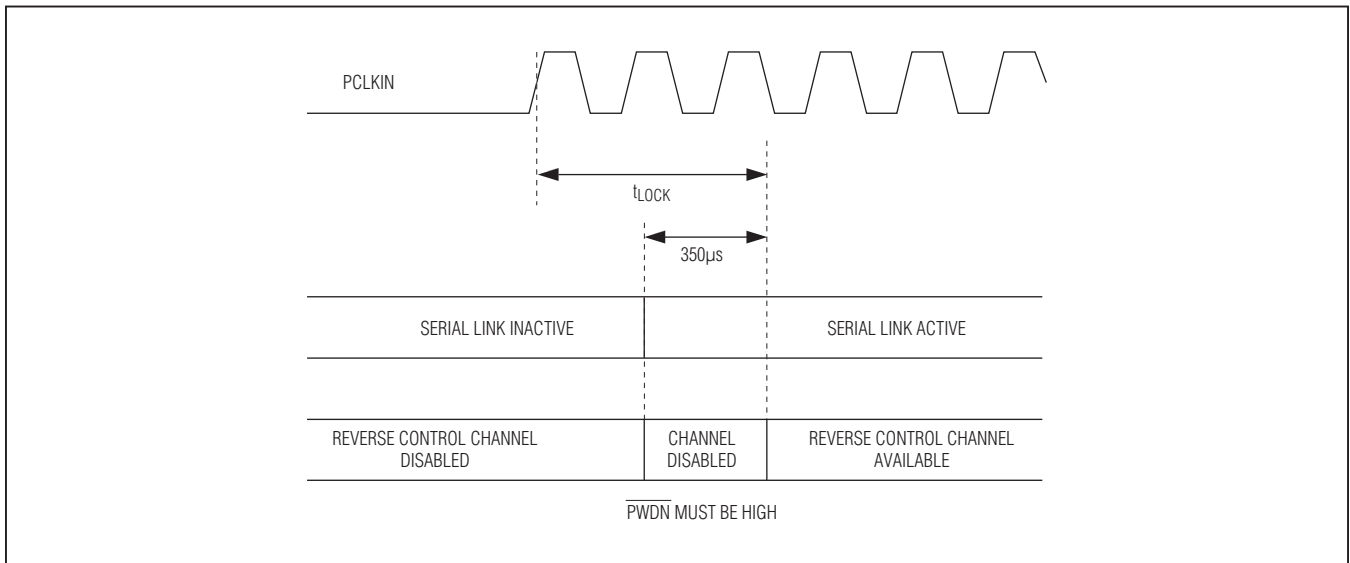 PCLKIN
tLOCK
350µs
SERIAL LINK INACTIVE
SERIAL LINK ACTIVE
REVERSE CONTROL CHANNEL
DISABLED
CHANNEL
DISABLED
REVERSE CONTROL CHANNEL
AVAILABLE
PWDN MUST BE HIGH